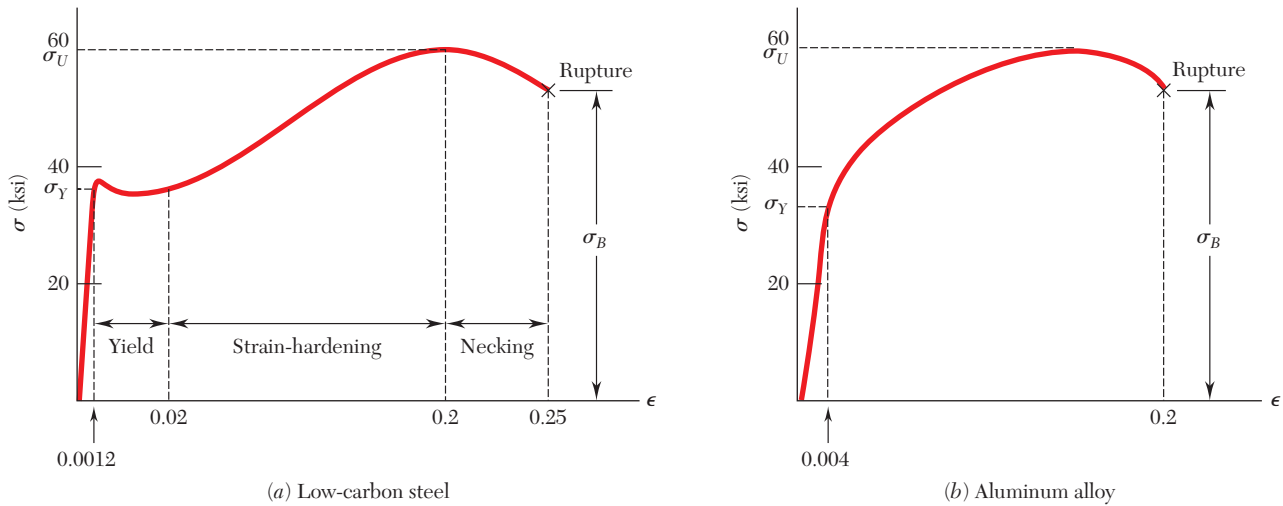 60
σU
Rupture
40
σY
σ (ksi)
σB
20
Yield
Strain-hardening
Necking
0.02
0.2
0.25
ϵ
0.0012
(a) Low-carbon steel
60
σU
Rupture
40
σY
σ (ksi)
σB
20
0.2
ϵ
0.004
(b) Aluminum alloy